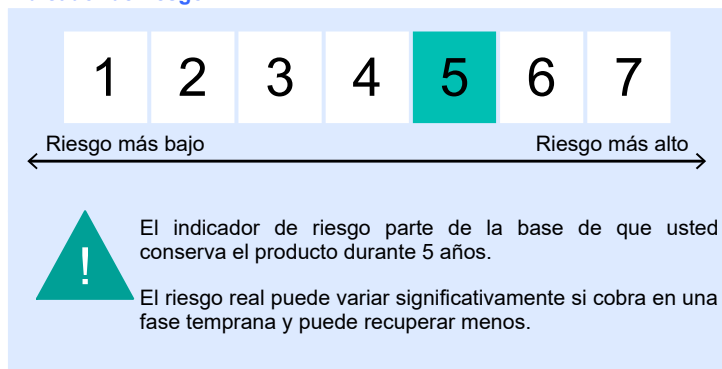 1 2 3 4 5 6 7
Riesgo más bajo Riesgo más alto
!
El indicador de riesgo parte de la base de que usted
conserva el producto durante 5 años.
El riesgo real puede variar significativamente si cobra en una
fase temprana y puede recuperar menos.